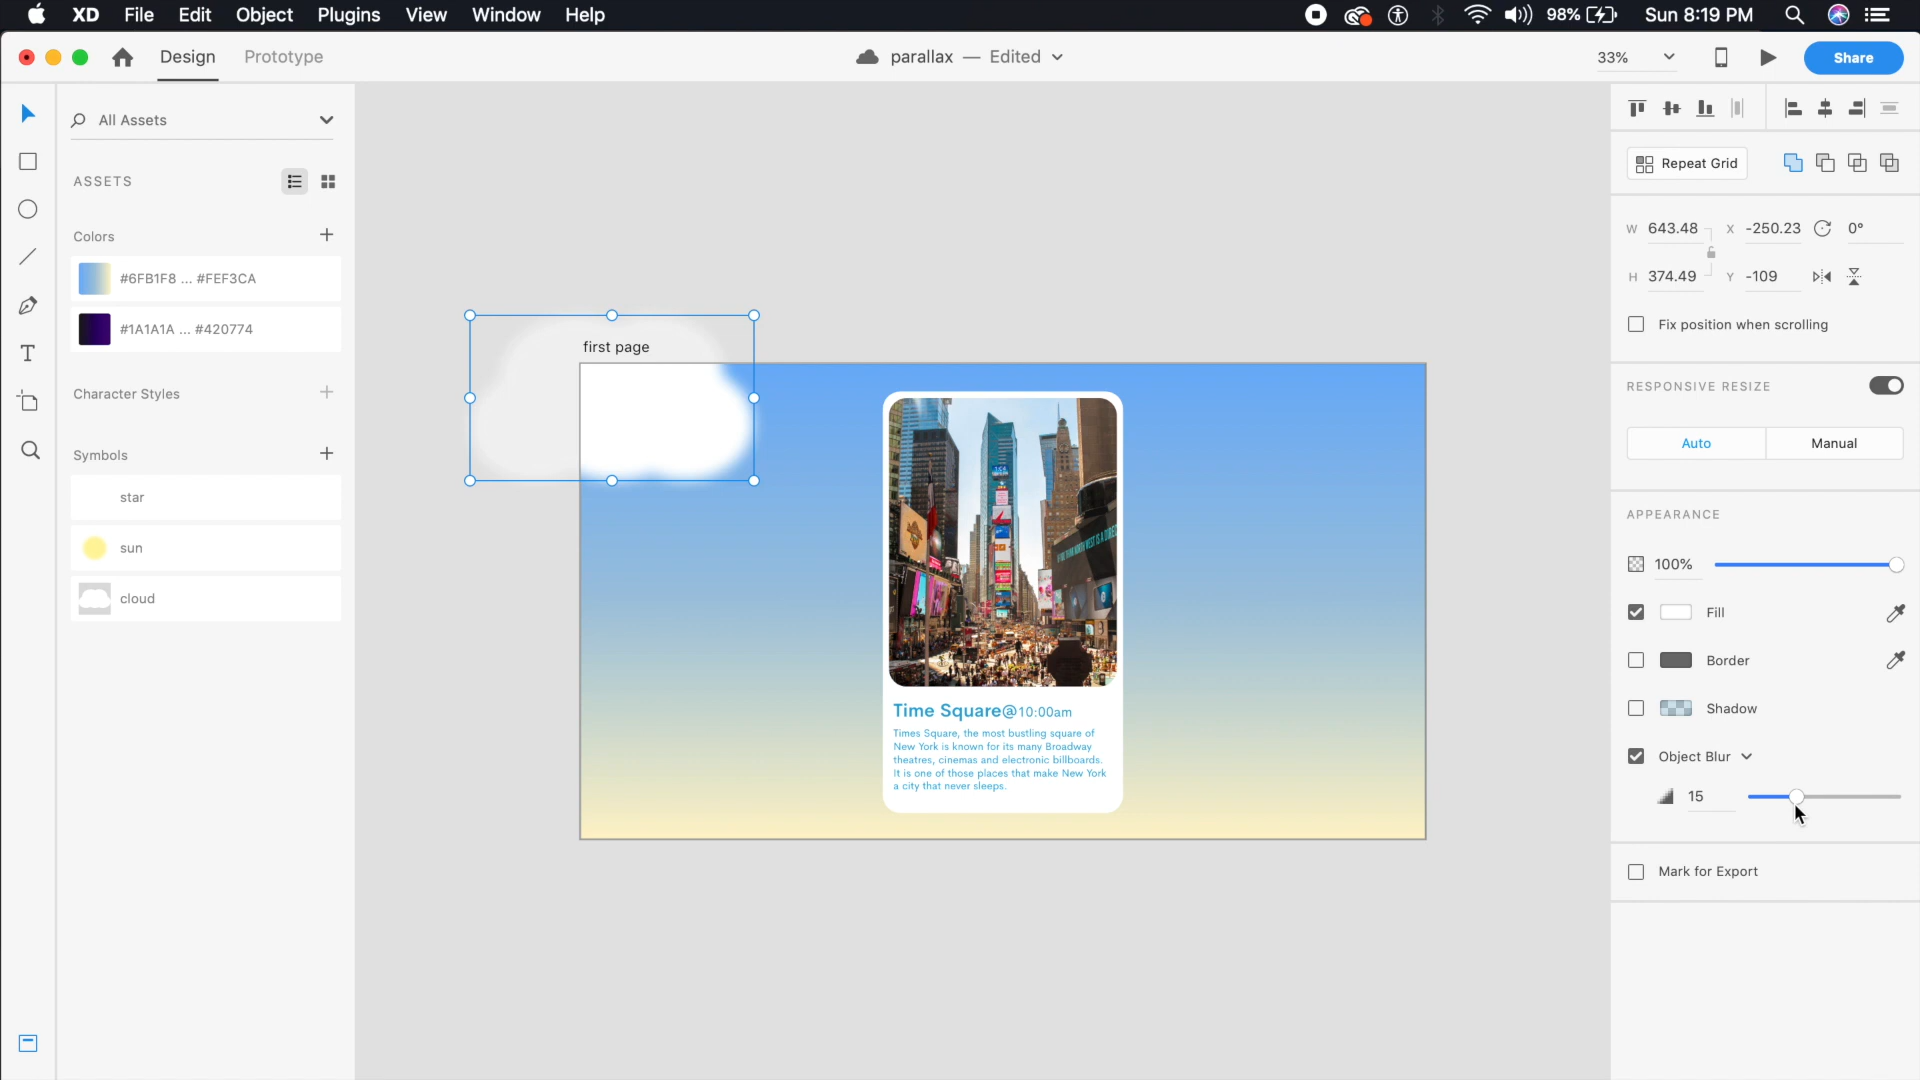 XD File Edit Object Plugins View Window Help 98% Sun 8:19 PM
Design Prototype parallax — Edited 33% Share
All Assets
ASSETS
Colors
#6FB1F8 ... #FEF3CA
#1A1A1A ... #420774
Character Styles
Symbols
star
sun
cloud
first page
Time Square@10:00am
Times Square, the most bustling square of
New York is known for its many Broadway
theatres, cinemas and electronic billboards.
It is one of those places that make New York
a city that never sleeps.
Repeat Grid
W 643.48 X -250.23 0°
H 374.49 Y -109
Fix position when scrolling
RESPONSIVE RESIZE
Auto Manual
APPEARANCE
100%
Fill
Border
Shadow
Object Blur
15
Mark for Export